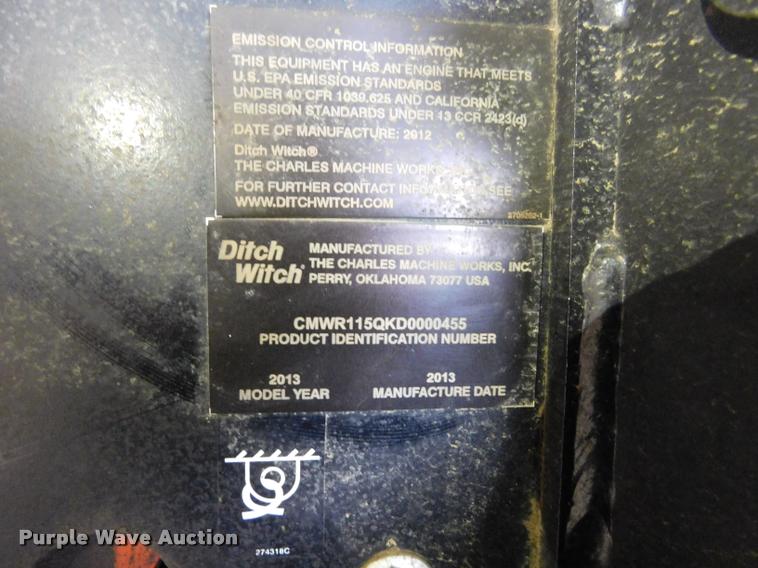 EMISSION CONTROL INFORMATION
THIS EQUIPMENT HAS AN ENGINE THAT MEETS
U.S. EPA EMISSION STANDARDS
UNDER 40 CFR 1039.625 AND CALIFORNIA
EMISSION STANDARDS UNDER 13 CCR 2423(d)
DATE OF MANUFACTURE: 2012
Ditch Witch®
THE CHARLES MACHINE WORKS,
FOR FURTHER CONTACT INFORMATION SEE
WWW.DITCHWITCH.COM
Ditch Witch®
MANUFACTURED BY
THE CHARLES MACHINE WORKS, INC.
PERRY, OKLAHOMA 73077 USA
CMWR115QKD0000455
PRODUCT IDENTIFICATION NUMBER
2013
MODEL YEAR
2013
MANUFACTURE DATE
274318C
Purple Wave Auction